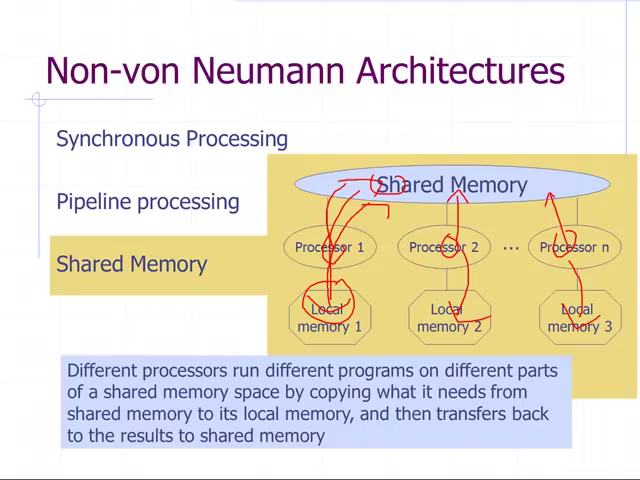 Non-von Neumann Architectures
Synchronous Processing
Pipeline processing
Shared Memory
Shared Memory
Processor 1
Processor 2
...
Processor n
Local
memory 1
Local
memory 2
Local
memory 3
Different processors run different programs on different parts
of a shared memory space by copying what it needs from
shared memory to its local memory, and then transfers back
to the results to shared memory